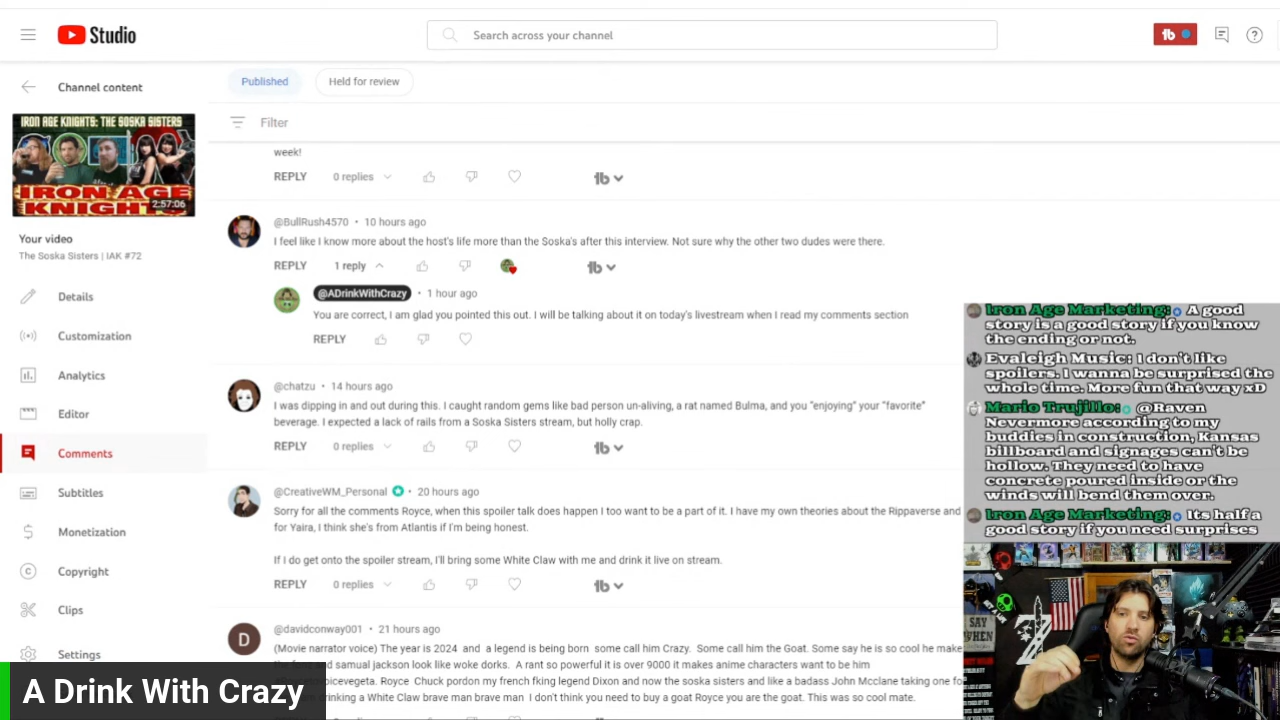 Studio
Search across your channel
Channel content
Published
Held for review
Filter
IRON AGE KNIGHTS: THE SOSKA SISTERS
IRON AGE
KNIGHTS
2:57:06
Your video
The Soska Sisters | IAK #72
Details
Customization
Analytics
Editor
Comments
Subtitles
Monetization
Copyright
Clips
Settings
week!
REPLY 0 replies
@BullRush4570 • 10 hours ago
I feel like I know more about the host's life more than the Soska's after this interview. Not sure why the other two dudes were there.
REPLY 1 reply
@ADrinkWithCrazy • 1 hour ago
You are correct, I am glad you pointed this out. I will be talking about it on today's livestream when I read my comments section
REPLY
@chatzu • 14 hours ago
I was dipping in and out during this. I caught random gems like bad person un-aliving, a rat named Bulma, and you "enjoying" your "favorite"
beverage. I expected a lack of rails from a Soska Sisters stream, but holly crap.
REPLY 0 replies
@CreativeWM_Personal • 20 hours ago
Sorry for all the comments Royce, when this spoiler talk does happen I too want to be a part of it. I have my own theories about the Rippaverse and
for Yaira, I think she's from Atlantis if I'm being honest.
If I do get onto the spoiler stream, I'll bring some White Claw with me and drink it live on stream.
REPLY 0 replies
D
@davidconway001 • 21 hours ago
(Movie narrator voice) The year is 2024 and a legend is being born some call him Crazy. Some call him the Goat. Some say he is so cool he make
samual jackson look like woke dorks. A rant so powerful it is over 9000 it makes anime characters want to be him
Royce Chuck pordon my french fking legend Dixon and now the soska sisters and like a badass John Mcclane taking one fo
drinking a White Claw brave man brave man I don't think you need to buy a goat Royce you are the goat. This was so cool mate.
Iron Age Marketing: A good
story is a good story if you know
the ending or not.
Evaleigh Music: I don't like
spoilers. I wanna be surprised the
whole time. More fun that way xD
Mario Trujillo: @Raven
Nevermore according to my
buddies in construction, Kansas
billboard and signages can't be
hollow. They need to have
concrete poured inside or the
winds will bend them over.
Iron Age Marketing: Its half a
good story if you need surprises
SAY
WHEN
A Drink With Crazy